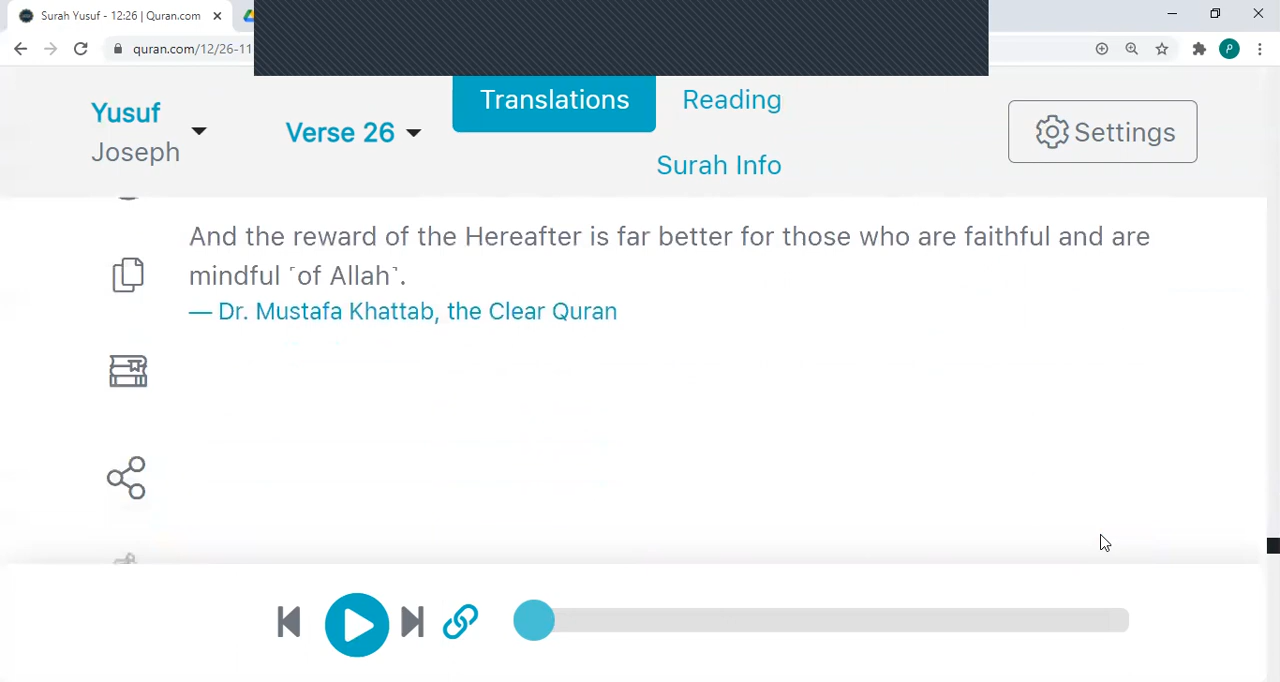 Surah Yusuf - 12:26 | Quran.com
quran.com/12/26-11
P
Yusuf
Joseph
Verse 26
Translations
Reading
Surah Info
Settings
And the reward of the Hereafter is far better for those who are faithful and are
mindful ˹of Allah˺.
— Dr. Mustafa Khattab, the Clear Quran